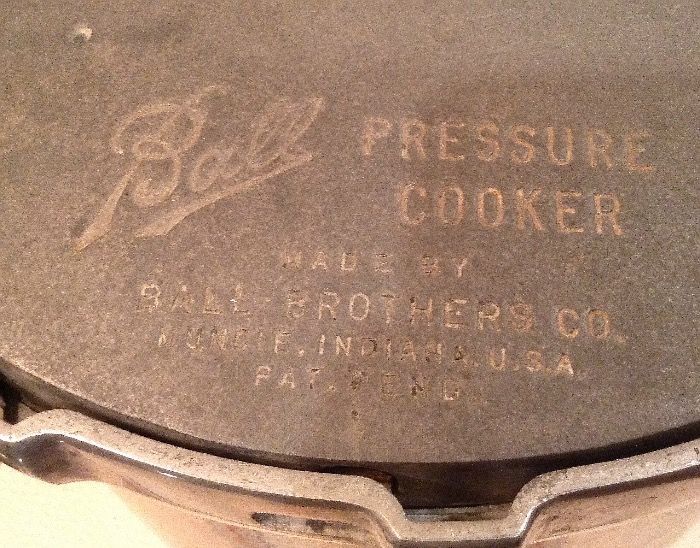 Ball PRESSURE
COOKER
MADE BY
BALL BROTHERS CO.
MUNCIE, INDIANA, U.S.A.
PAT. PEND.